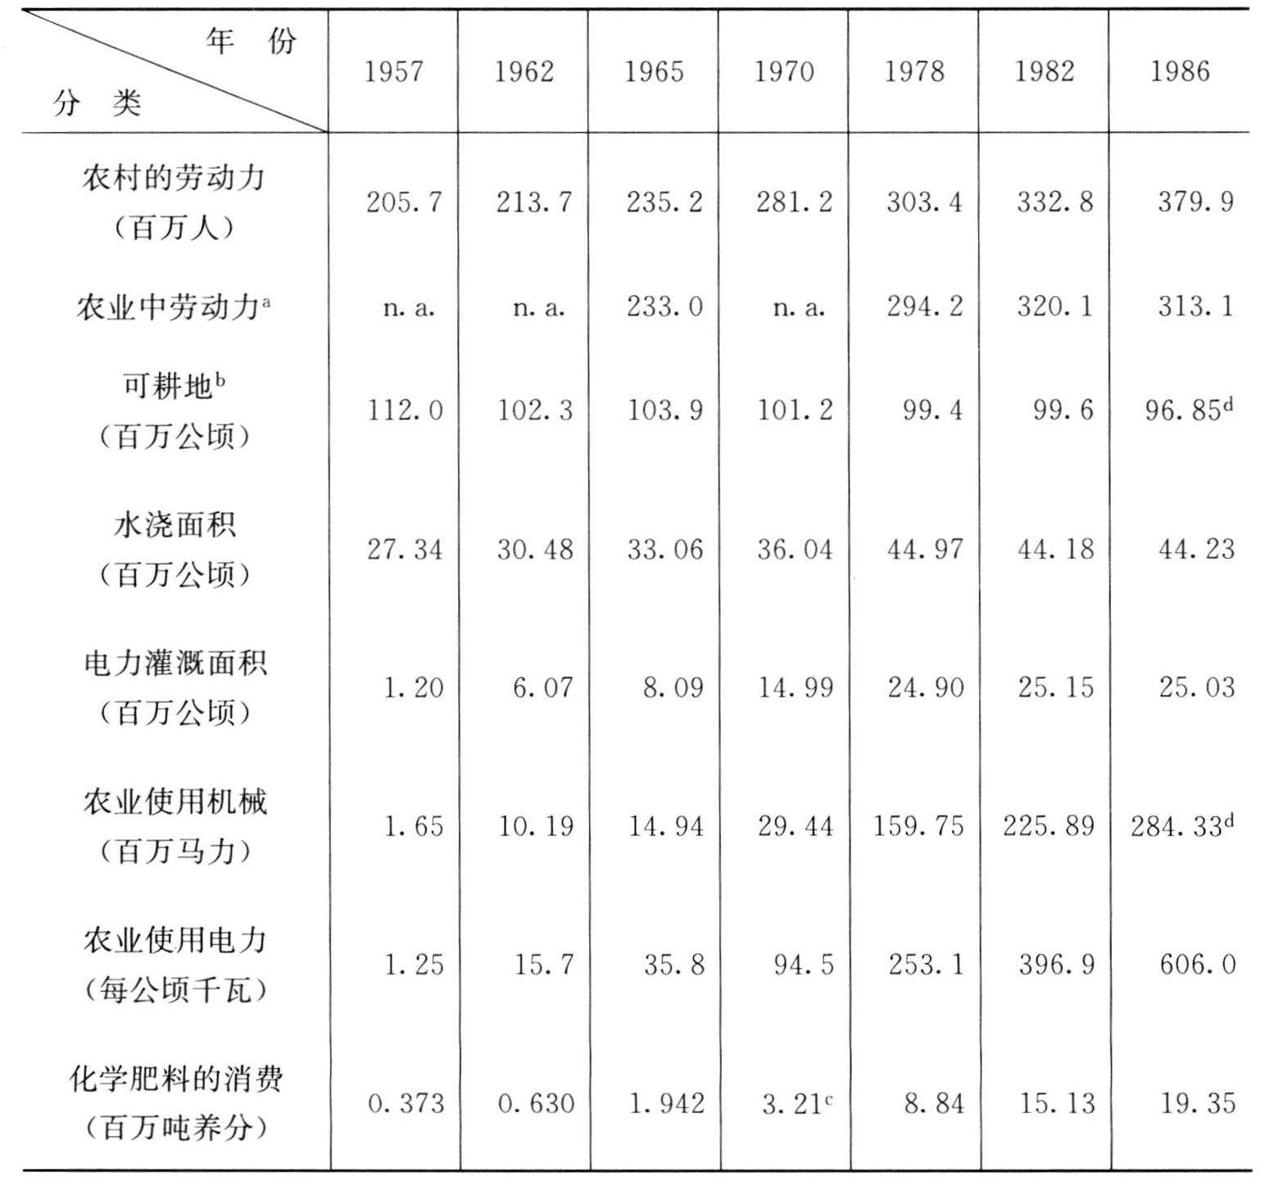 年 份
分 类
1957 1962 1965 1970 1978 1982 1986
农村的劳动力
（百万人）
205.7 213.7 235.2 281.2 303.4 332.8 379.9
农业中劳动力a n.a. n.a. 233.0 n.a. 294.2 320.1 313.1
可耕地b
（百万公顷）
112.0 102.3 103.9 101.2 99.4 99.6 96.85d
水浇面积
（百万公顷）
27.34 30.48 33.06 36.04 44.97 44.18 44.23
电力灌溉面积
（百万公顷）
1.20 6.07 8.09 14.99 24.90 25.15 25.03
农业使用机械
（百万马力）
1.65 10.19 14.94 29.44 159.75 225.89 284.33d
农业使用电力
（每公顷千瓦）
1.25 15.7 35.8 94.5 253.1 396.9 606.0
化学肥料的消费
（百万吨养分）
0.373 0.630 1.942 3.21c 8.84 15.13 19.35